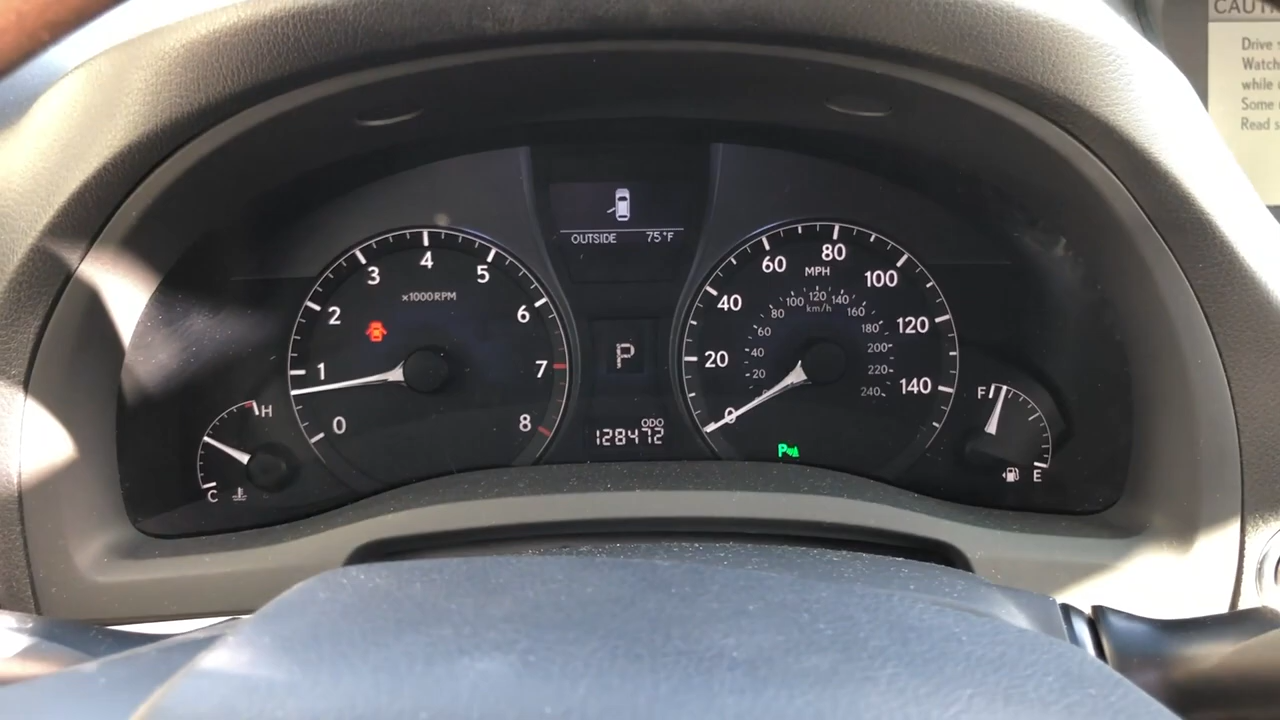 CAUT
Drive
Watch
while
Some
Read s
OUTSIDE 75°F
0 1 2 3 4 5 6 7 8
x1000RPM
H
C
P
ODO
128472
0 20 40 60 80 100 120 140
MPH
20 40 60 80 100 120 140 160 180 200 220 240
km/h
P
F
E